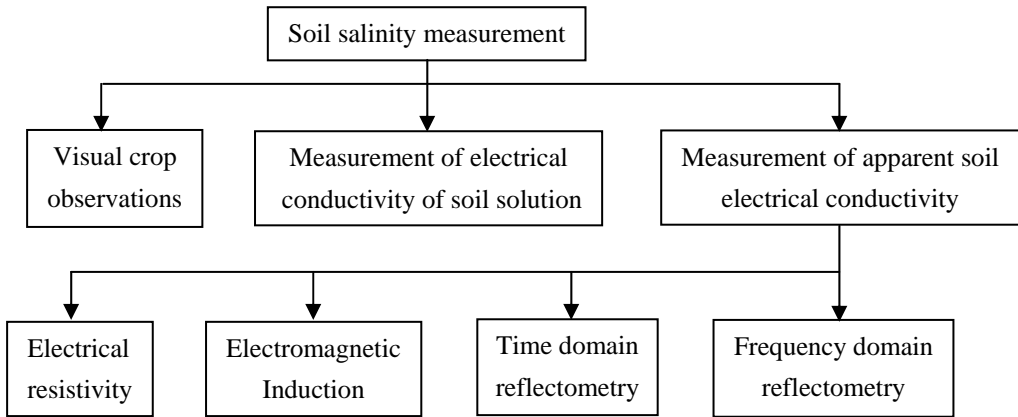 Soil salinity measurement
Visual crop
observations
Measurement of electrical
conductivity of soil solution
Measurement of apparent soil
electrical conductivity
Electrical
resistivity
Electromagnetic
Induction
Time domain
reflectometry
Frequency domain
reflectometry